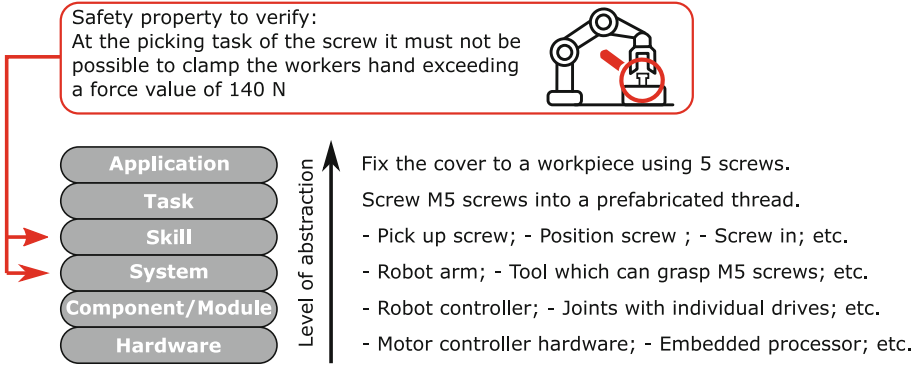 Safety property to verify:
At the picking task of the screw it must not be
possible to clamp the workers hand exceeding
a force value of 140 N
Application
Fix the cover to a workpiece using 5 screws.
Task
Screw M5 screws into a prefabricated thread.
Skill
- Pick up screw; - Position screw ; - Screw in; etc.
System
- Robot arm; - Tool which can grasp M5 screws; etc.
Component/Module
- Robot controller; - Joints with individual drives; etc.
Hardware
- Motor controller hardware; - Embedded processor; etc.
Level of abstraction